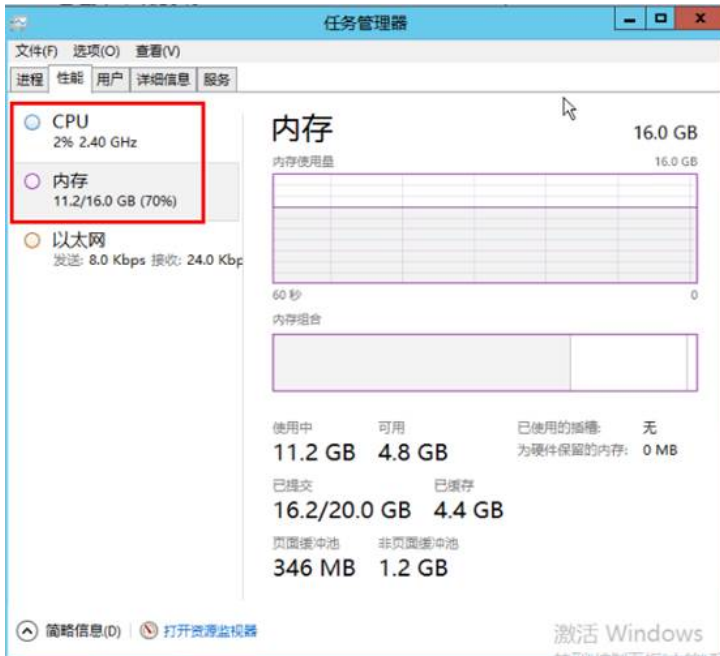 任务管理器
文件(F) 选项(O) 查看(V)
进程 性能 用户 详细信息 服务
CPU
2% 2.40 GHz
内存
11.2/16.0 GB (70%)
以太网
发送: 8.0 Kbps 接收: 24.0 Kbp
内存 16.0 GB
内存使用量 16.0 GB
60 秒 0
内存组合
使用中 可用 已使用的插槽: 无
11.2 GB 4.8 GB 为硬件保留的内存: 0 MB
已提交 已缓存
16.2/20.0 GB 4.4 GB
页面缓冲池 非页面缓冲池
346 MB 1.2 GB
简略信息(D) 打开资源监视器
激活 Windows